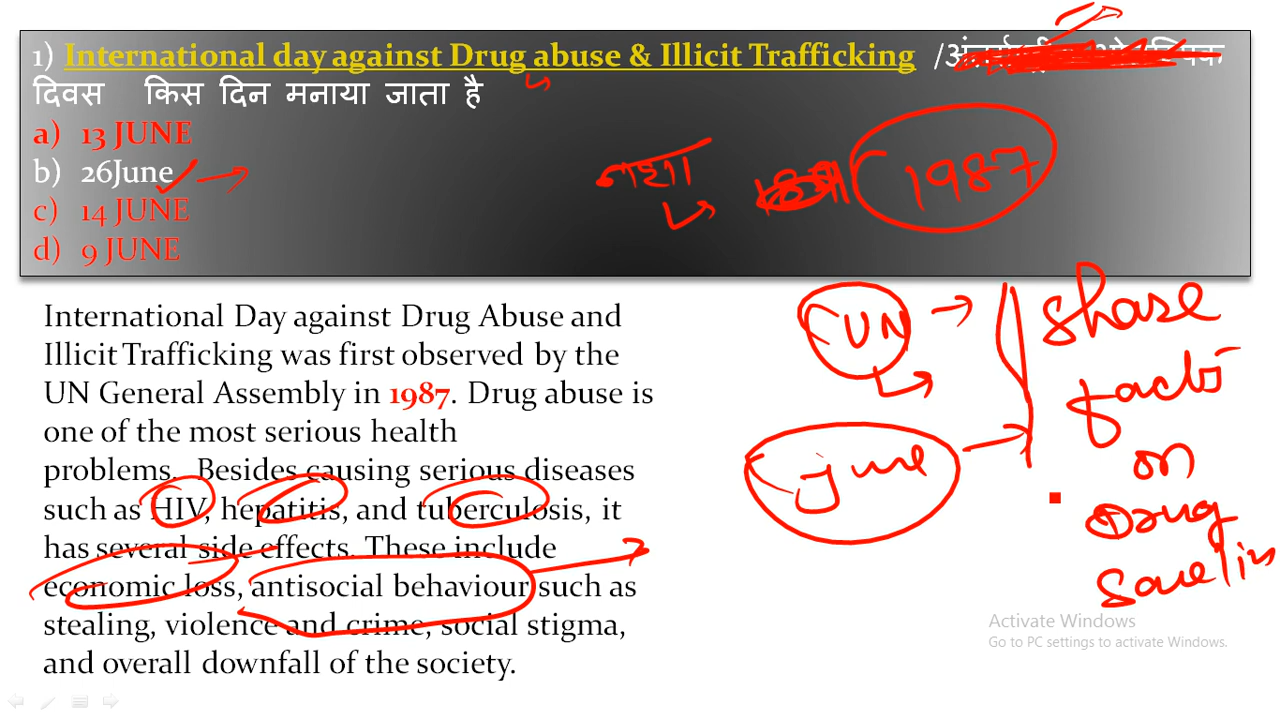 1) International day against Drug abuse & Illicit Trafficking /
दिवस किस दिन मनाया जाता है
a) 13 JUNE
b) 26June
c) 14 JUNE
d) 9 JUNE
नशा
1987
International Day against Drug Abuse and
Illicit Trafficking was first observed by the
UN General Assembly in 1987. Drug abuse is
one of the most serious health
problems. Besides causing serious diseases
such as HIV, hepatitis, and tuberculosis, it
has several side effects. These include
economic loss, antisocial behaviour such as
stealing, violence and crime, social stigma,
and overall downfall of the society.
UN
June
Share
facts
on
Drug
Activate Windows
Go to PC settings to activate Windows.